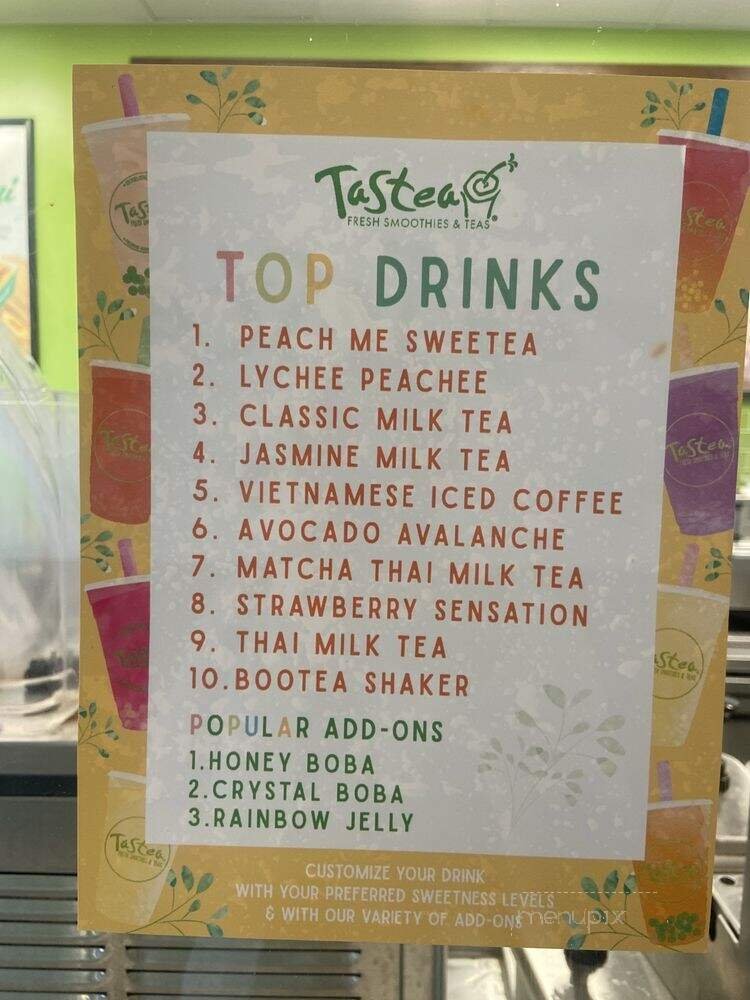 Tastea
FRESH SMOOTHIES & TEAS®
TOP DRINKS
1. PEACH ME SWEETEA
2. LYCHEE PEACHEE
3. CLASSIC MILK TEA
4. JASMINE MILK TEA
5. VIETNAMESE ICED COFFEE
6. AVOCADO AVALANCHE
7. MATCHA THAI MILK TEA
8. STRAWBERRY SENSATION
9. THAI MILK TEA
10. BOOTEA SHAKER
POPULAR ADD-ONS
1. HONEY BOBA
2. CRYSTAL BOBA
3. RAINBOW JELLY
Tastea
CUSTOMIZE YOUR DRINK
WITH YOUR PREFERRED SWEETNESS LEVELS
& WITH OUR VARIETY OF ADD-ONS
menupix